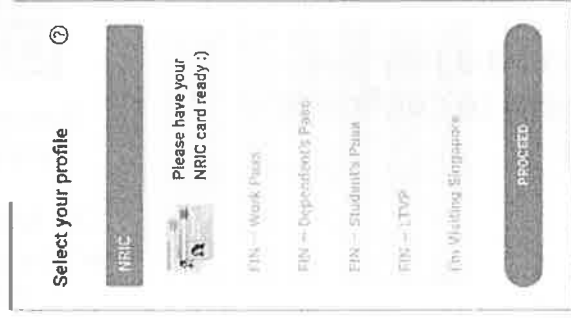 Select your profile
NRIC
Please have your
NRIC card ready :)
FIN – Work Pass
FIN – Dependent's Pass
FIN – Student's Pass
FIN – LTVP
I'm Visiting Singapore
PROCEED